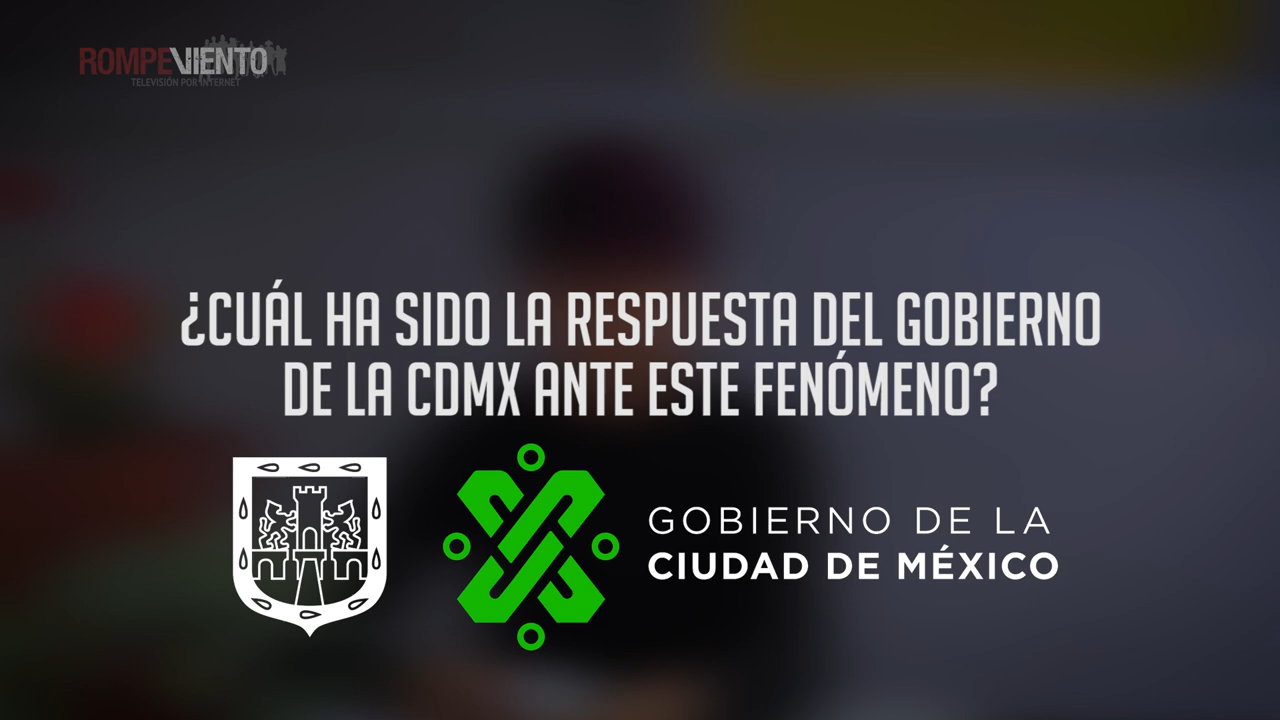 ROMPEVIENTO
TELEVISIÓN POR INTERNET
¿CUÁL HA SIDO LA RESPUESTA DEL GOBIERNO
DE LA CDMX ANTE ESTE FENÓMENO?
GOBIERNO DE LA
CIUDAD DE MÉXICO